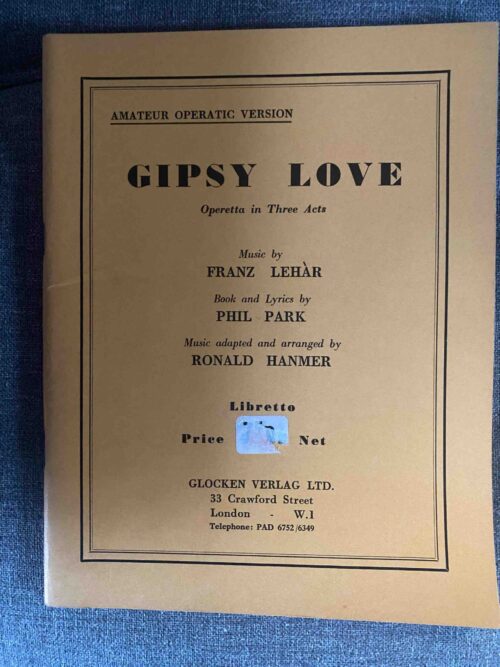 AMATEUR OPERATIC VERSION
GIPSY LOVE
Operetta in Three Acts
Music by
FRANZ LEHÀR
Book and Lyrics by
PHIL PARK
Music adapted and arranged by
RONALD HANMER
Libretto
Price Net
GLOCKEN VERLAG LTD.
33 Crawford Street
London - W.1
Telephone: PAD 6752/6349